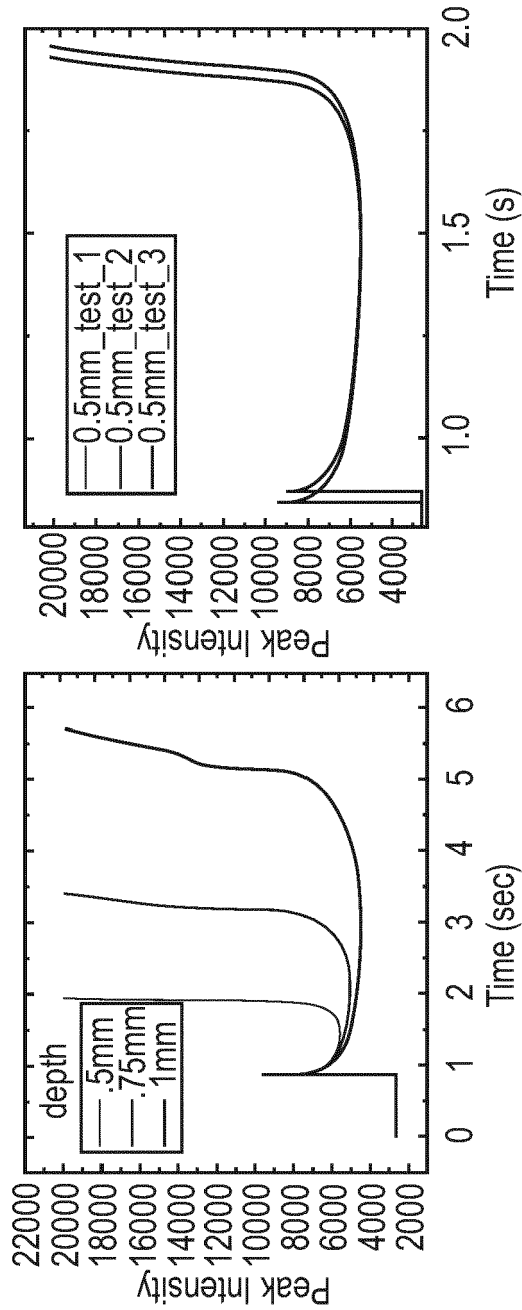 22000
20000
18000
16000
14000
12000
10000
8000
6000
4000
2000
Peak Intensity
depth
.5mm
.75mm
.1mm
0 1 2 3 4 5 6
Time (sec)
20000
18000
16000
14000
12000
10000
8000
6000
4000
Peak Intensity
0.5mm_test_1
0.5mm_test_2
0.5mm_test_3
1.0 1.5 2.0
Time (s)